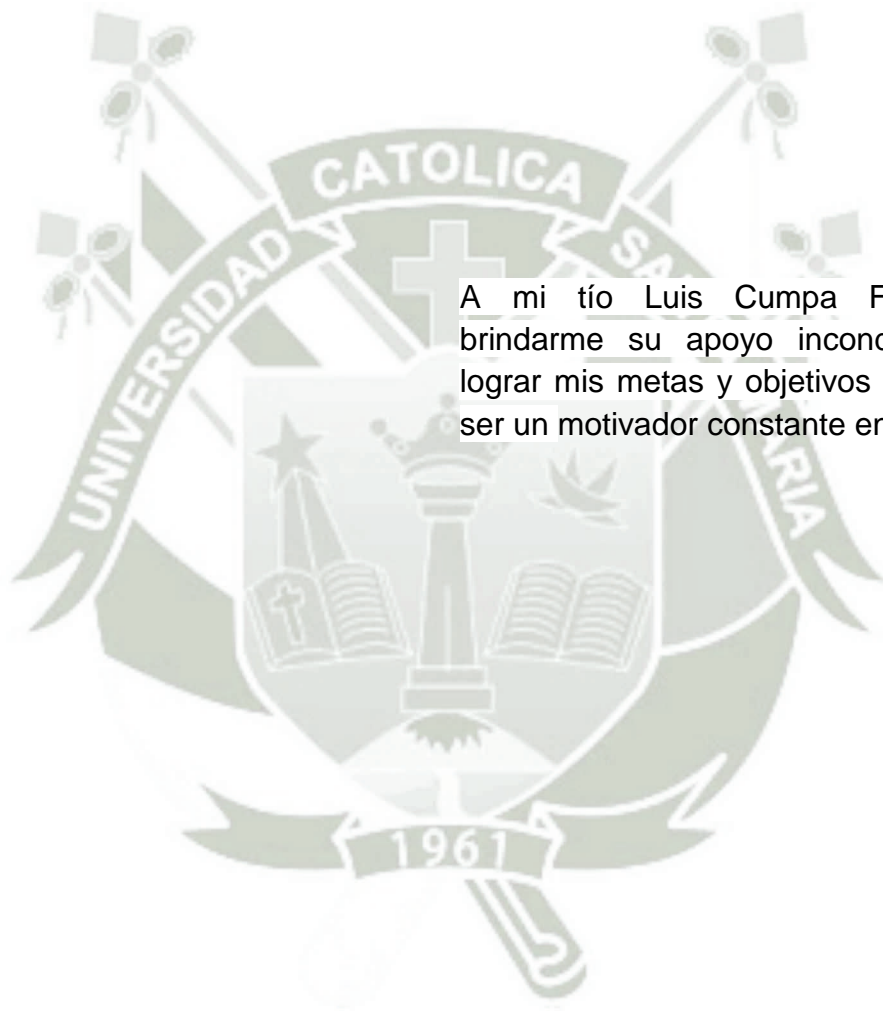 CATOLICA
UNIVERSIDAD
A mi tío Luis Cumpa F
brindarme su apoyo
lograr mis metas y objetivos
ser un motivador constante
1961